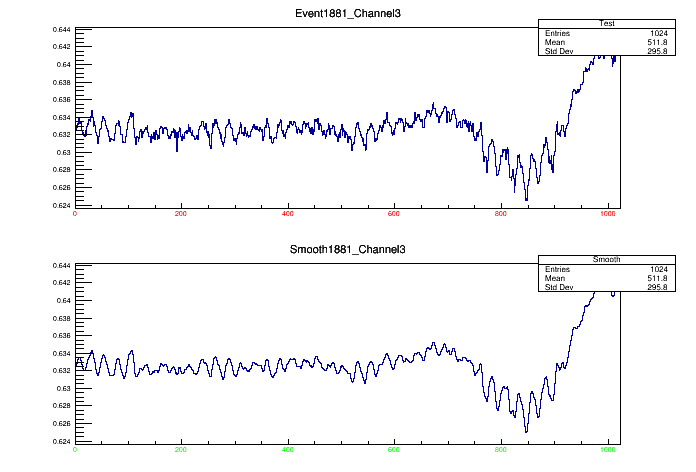 Event1881_Channel3
Test
Entries 1024
Mean 511.8
Std Dev 295.8
0.644
0.642
0.64
0.638
0.636
0.634
0.632
0.63
0.628
0.626
0.624
0 200 400 600 800 1000
Smooth1881_Channel3
Smooth
Entries 1024
Mean 511.8
Std Dev 295.8
0.644
0.642
0.64
0.638
0.636
0.634
0.632
0.63
0.628
0.626
0.624
0 200 400 600 800 1000